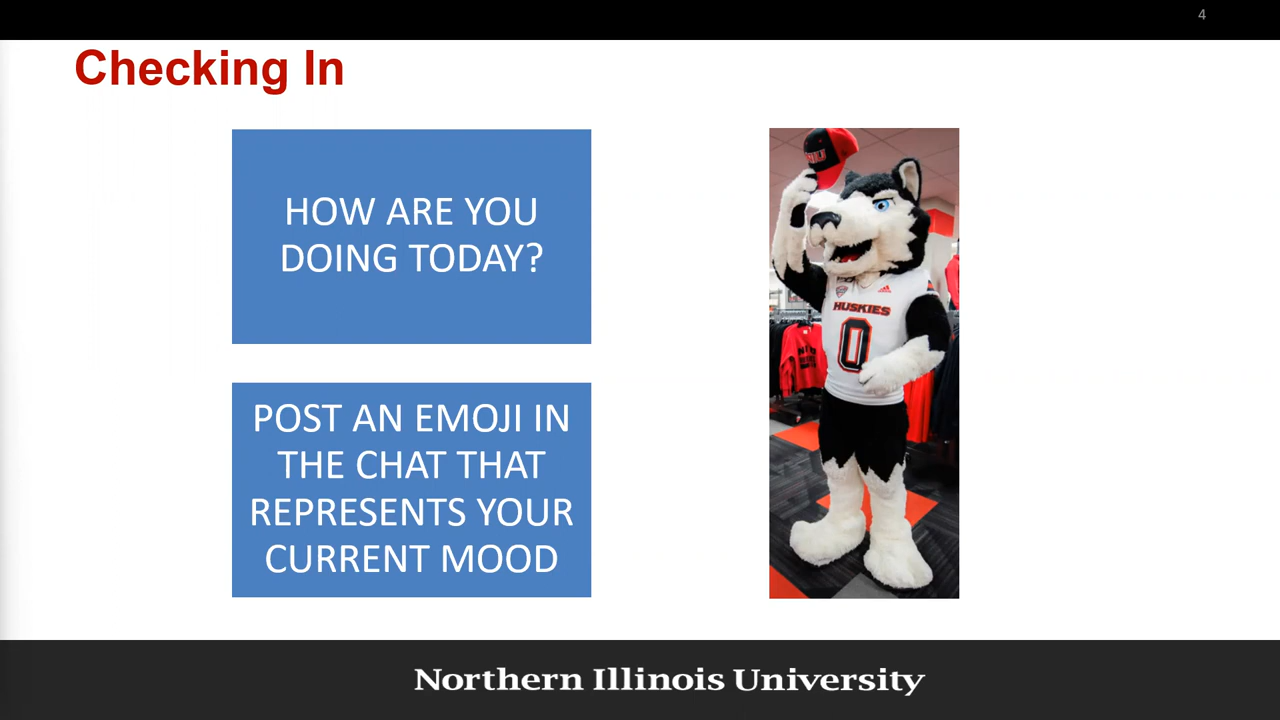 4
Checking In
HOW ARE YOU
DOING TODAY?
POST AN EMOJI IN
THE CHAT THAT
REPRESENTS YOUR
CURRENT MOOD
NIU
HUSKIES
0
Northern Illinois University